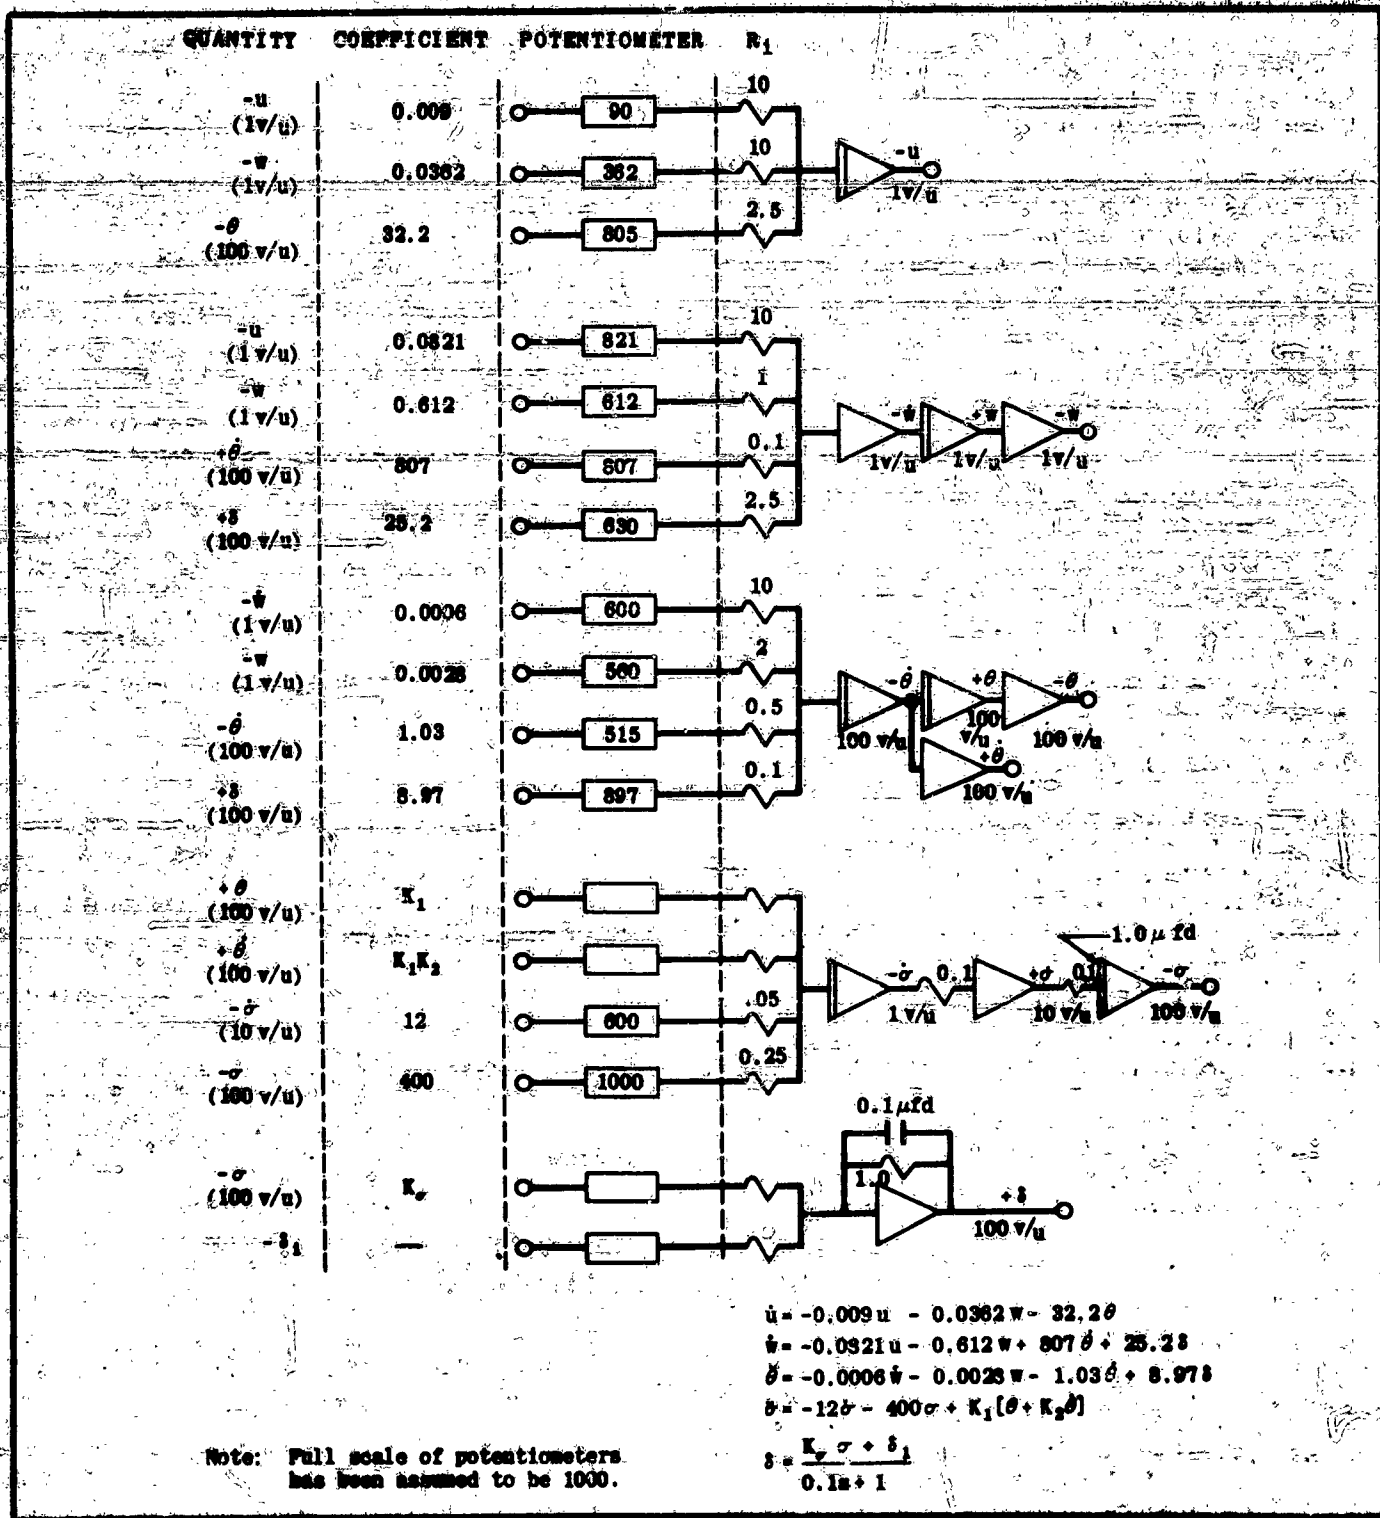 QUANTITY COEFFICIENT POTENTIOMETER R1
-u (1v/u) 0.009 90 10
-w (1v/u) 0.0362 362 10
-θ (100 v/u) 32.2 805 2.5
-u
1v/u
-u (1 v/u) 0.0821 821 10
-w (1 v/u) 0.612 612 1
+θ̇ (100 v/u) 807 807 0.1
+δ (100 v/u) 25.2 630 2.5
-ẇ +w -w
1v/u 1v/u 1v/u
-ẇ (1 v/u) 0.0006 600 10
-w (1 v/u) 0.0028 560 2
-θ̇ (100 v/u) 1.03 515 0.5
+δ (100 v/u) 8.97 897 0.1
-θ̇ +θ -θ
100 v/u 100 v/u 100 v/u
+θ̇
100 v/u
+θ (100 v/u) K1
+θ̇ (100 v/u) K1K2
-σ̇ (10 v/u) 12 600 .05
-σ (100 v/u) 400 1000 0.25
1.0 μ fd
-σ̇ 0.1 +σ̇ 0.1 -σ
1 v/u 10 v/u 100 v/u
-σ (100 v/u) Kσ
-δ1 —
0.1 μfd
1.0
+δ
100 v/u
u̇ = -0.009 u - 0.0362 w - 32.2 θ
ẇ = -0.0821 u - 0.612 w + 807 θ̇ + 25.2 δ
θ̈ = -0.0006 ẇ - 0.0028 w - 1.03 θ̇ + 8.97 δ
σ̈ = -12 σ̇ - 400 σ + K1 [θ + K2 θ̇]
δ = (Kσ σ + δ1) / (0.1s + 1)
Note: Full scale of potentiometers
has been assumed to be 1000.